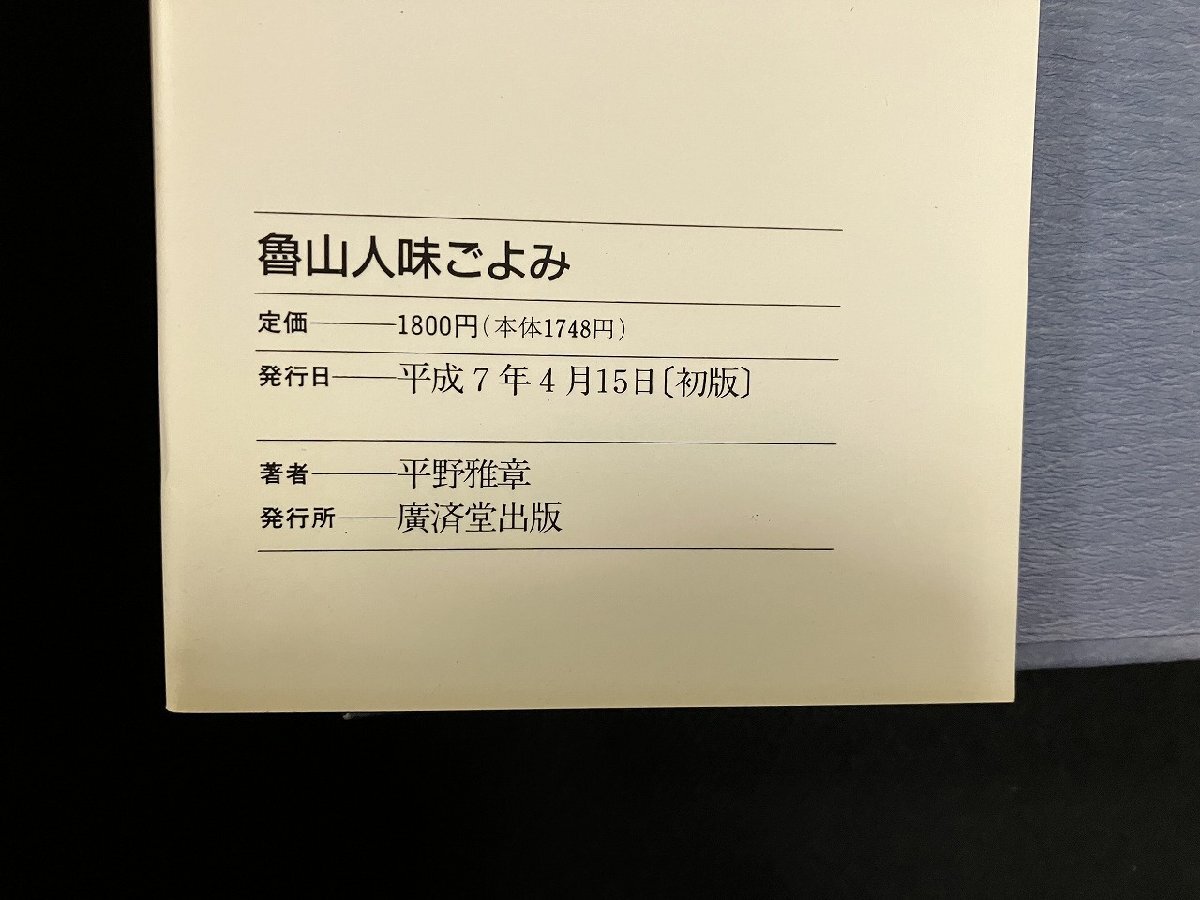 魯山人味ごよみ
定価――1800円(本体1748円)
発行日――平成7年4月15日〔初版〕
著者――平野雅章
発行所――廣済堂出版